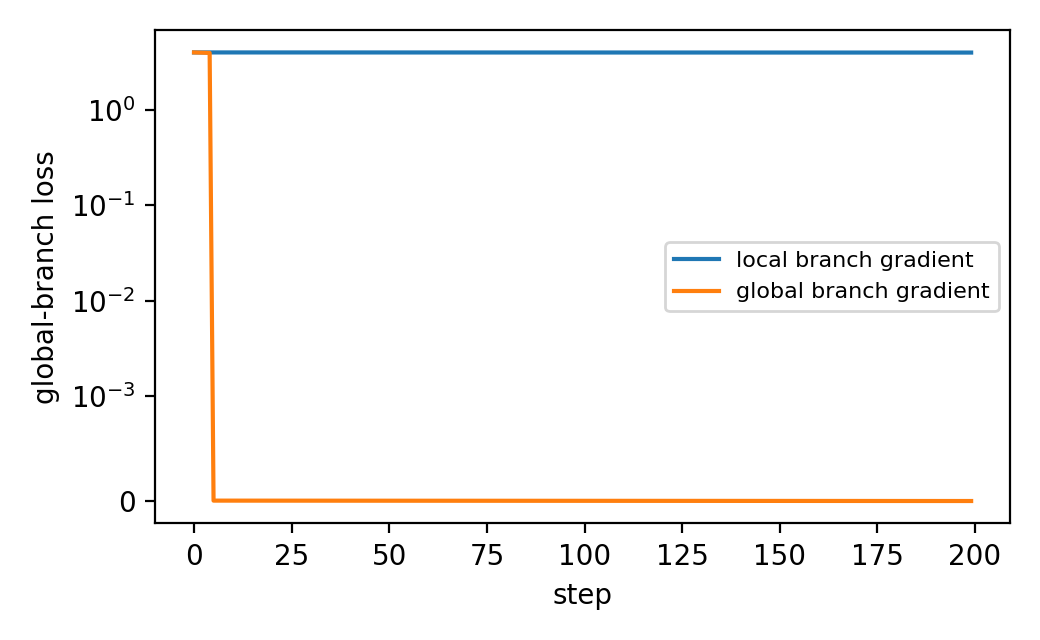 global-branch loss
10⁰
10⁻¹
10⁻²
10⁻³
0
local branch gradient
global branch gradient
0 25 50 75 100 125 150 175 200
step